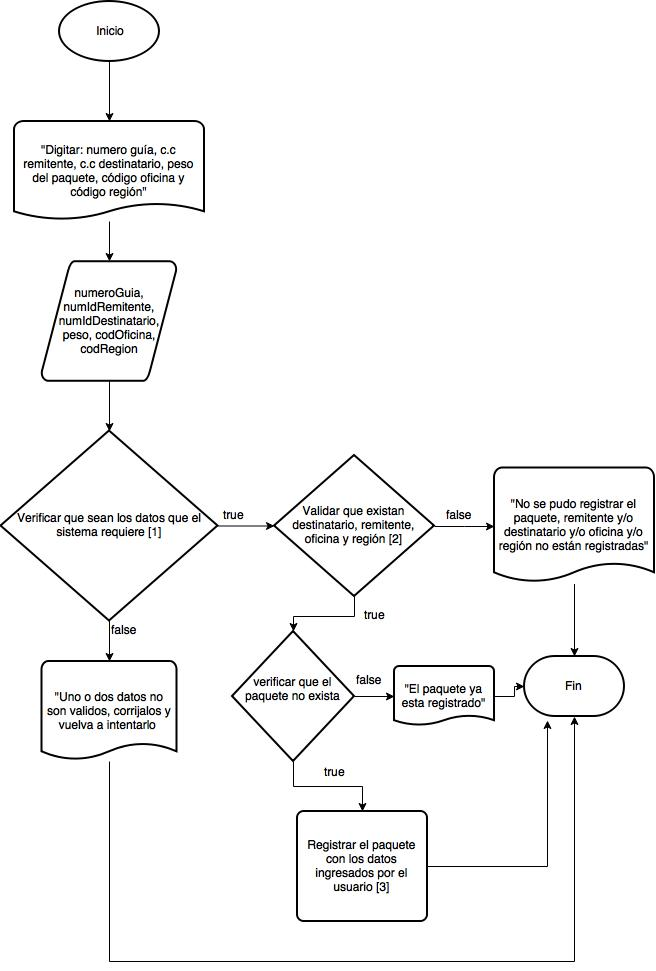 Inicio
"Digitar: numero guía, c.c
remitente, c.c destinatario, peso
del paquete, código oficina y
código región"
numeroGuia,
numIdRemitente,
numIdDestinatario,
peso, codOficina,
codRegion
Verificar que sean los datos que el
sistema requiere [1]
true
Validar que existan
destinatario, remitente,
oficina y región [2]
false
"No se pudo registrar el
paquete, remitente y/o
destinatario y/o oficina y/o
región no están registradas"
true
false
"Uno o dos datos no
son validos, corrijalos y
vuelva a intentarlo
verificar que el
paquete no exista
false
"El paquete ya
esta registrado"
Fin
true
Registrar el paquete
con los datos
ingresados por el
usuario [3]